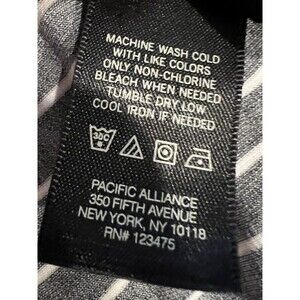 MACHINE WASH COLD
WITH LIKE COLORS
ONLY NON-CHLORINE
BLEACH WHEN NEEDED
TUMBLE DRY LOW
COOL IRON IF NEEDED
30C
PACIFIC ALLIANCE
350 FIFTH AVENUE
NEW YORK, NY 10118
RN# 123475